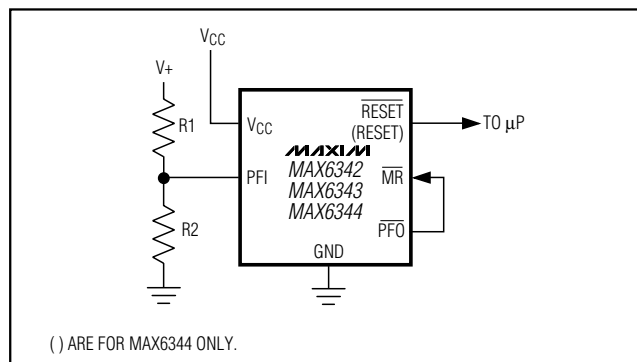 VCC
V+
R1
R2
VCC
PFI
GND
RESET
(RESET)
MAXIM
MAX6342
MAX6343
MAX6344
MR
PFO
TO μP
( ) ARE FOR MAX6344 ONLY.